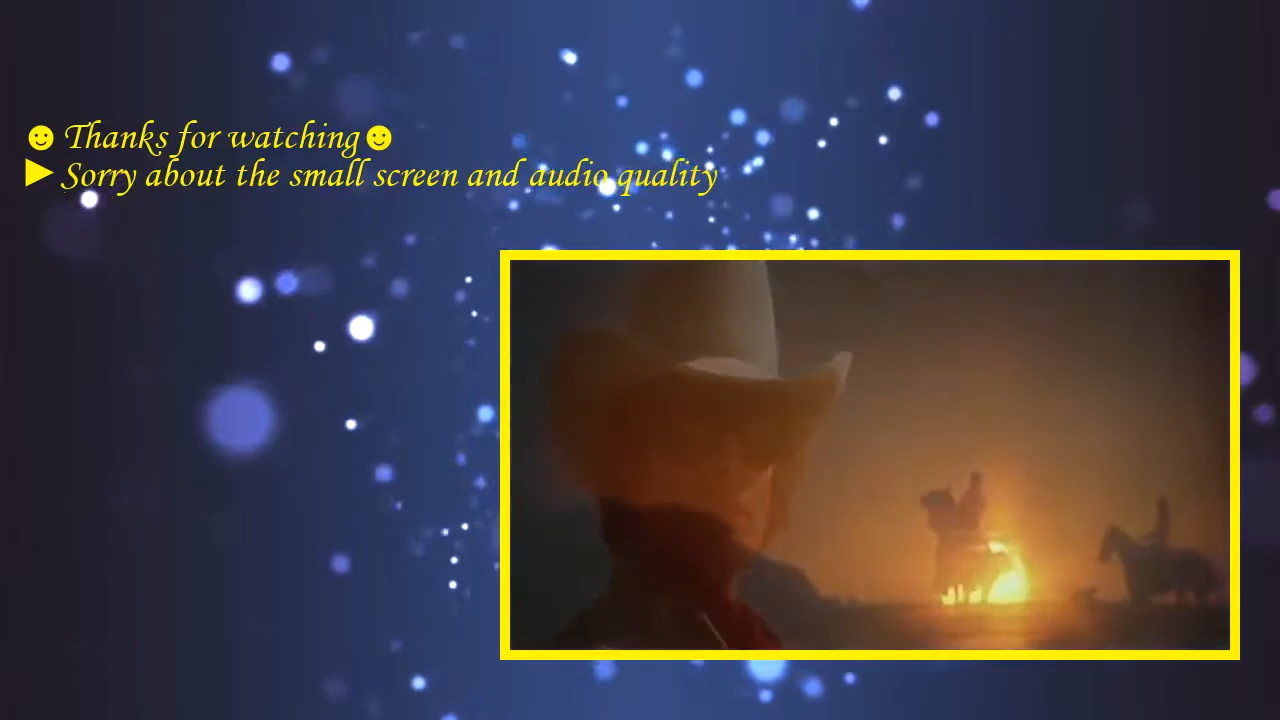 ☻Thanks for watching☻
►Sorry about the small screen and audio quality